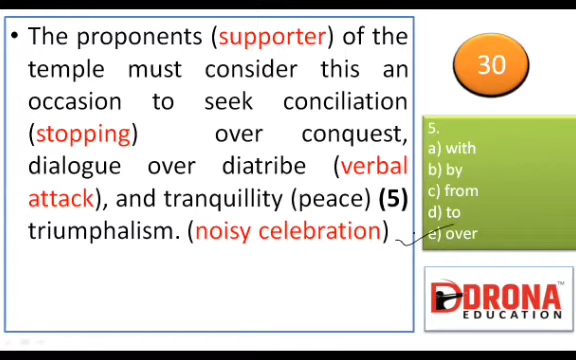 • The proponents (supporter) of the
temple must consider this an
occasion to seek conciliation
(stopping) over conquest,
dialogue over diatribe (verbal
attack), and tranquillity (peace) (5)
triumphalism. (noisy celebration)
30
5.
a) with
b) by
c) from
d) to
e) over
DRONA
EDUCATION
TM